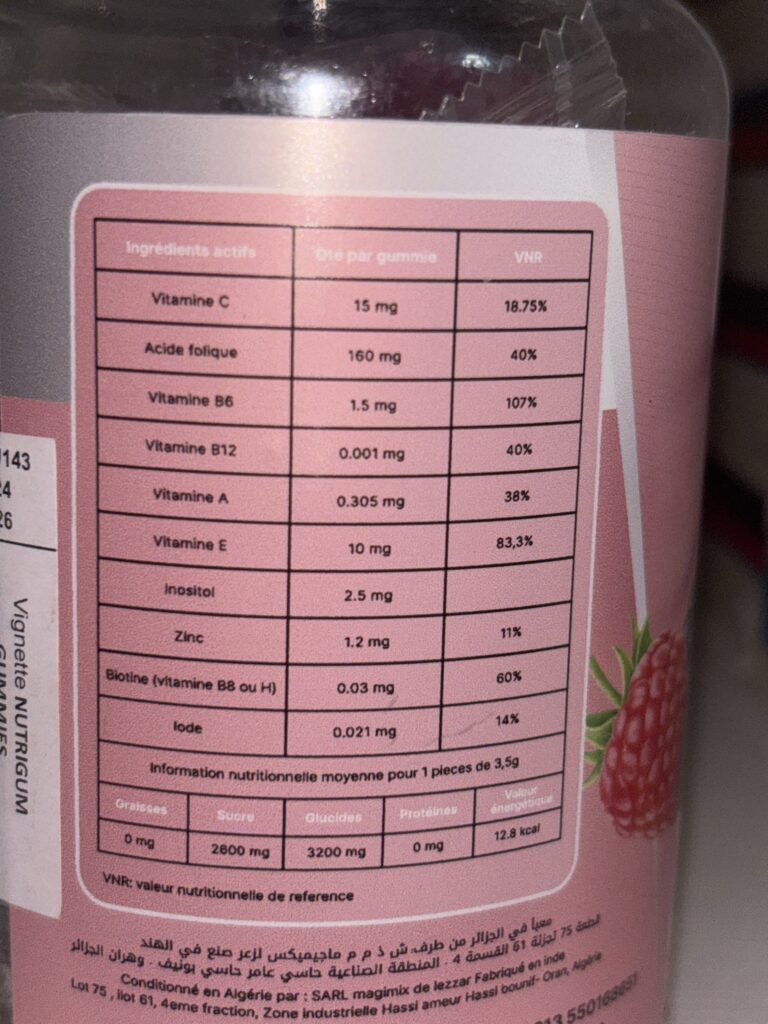 Ingrédients actifs Qté par gummie VNR
Vitamine C 15 mg 18.75%
Acide folique 160 mg 40%
Vitamine B6 1.5 mg 107%
Vitamine B12 0.001 mg 40%
Vitamine A 0.305 mg 38%
Vitamine E 10 mg 83,3%
Inositol 2.5 mg
Zinc 1.2 mg 11%
Biotine (vitamine B8 ou H) 0.03 mg 60%
Iode 0.021 mg 14%
Information nutritionnelle moyenne pour 1 pieces de 3,5g
Graisses Sucre Glucides Protéines Valeur énergétique
0 mg 2600 mg 3200 mg 0 mg 12.8 kcal
VNR: valeur nutritionnelle de reference
معبأ في الجزائر من طرف، ش ذ م م ماجيميكس لزعر صنع في الهند
القطعة 75 تجزئة 61 القسمة 4 . المنطقة الصناعية حاسي عامر حاسي بونيف . وهران الجزائر
Conditionné en Algérie par : SARL magimix de lezzar Fabriqué en inde
Lot 75 , ilot 61, 4eme fraction, Zone industrielle Hassi ameur Hassi bounif- Oran, Algérie
143
24
26
Vignette NUTRIGUM
GUMMIES